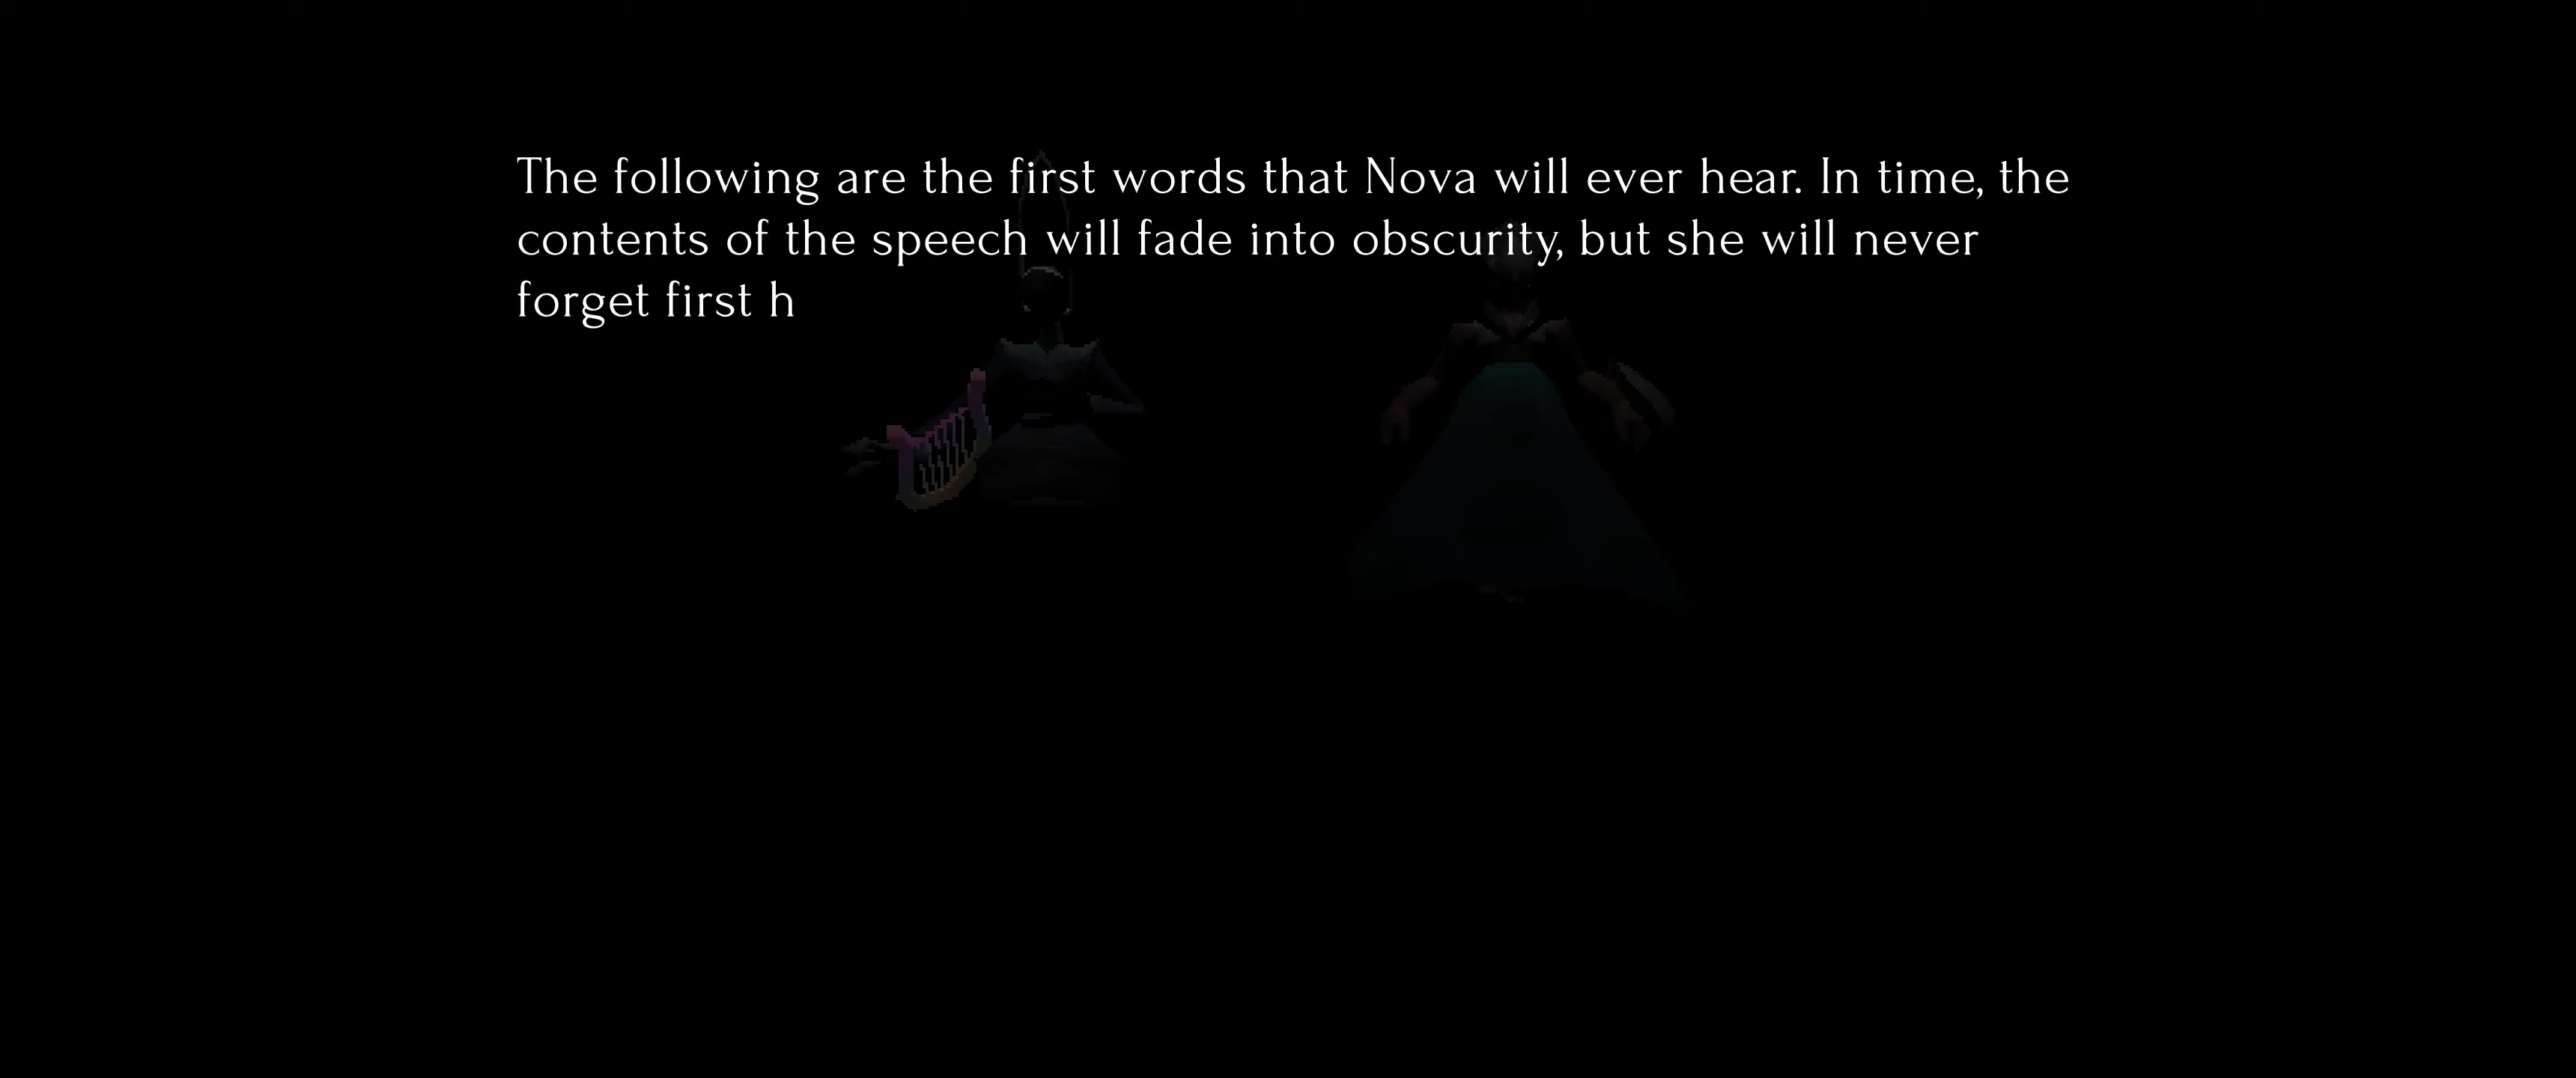 The following are the first words that Nova will ever hear. In time, the
contents of the speech will fade into obscurity, but she will never
forget first h